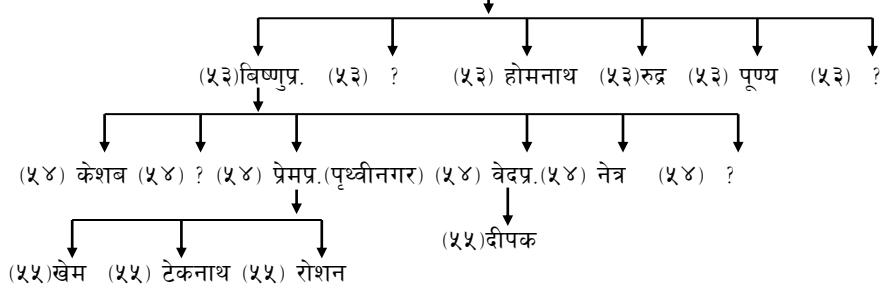 (५३)बिष्णुप्र. (५३) ? (५३) होमनाथ (५३)रुद्र (५३) पूण्य (५३) ?
(५४) केशब (५४) ? (५४) प्रेमप्र.(पृथ्वीनगर) (५४) वेदप्र.(५४) नेत्र (५४) ?
(५५)दीपक
(५५)खेम (५५) टेकनाथ (५५) रोशन